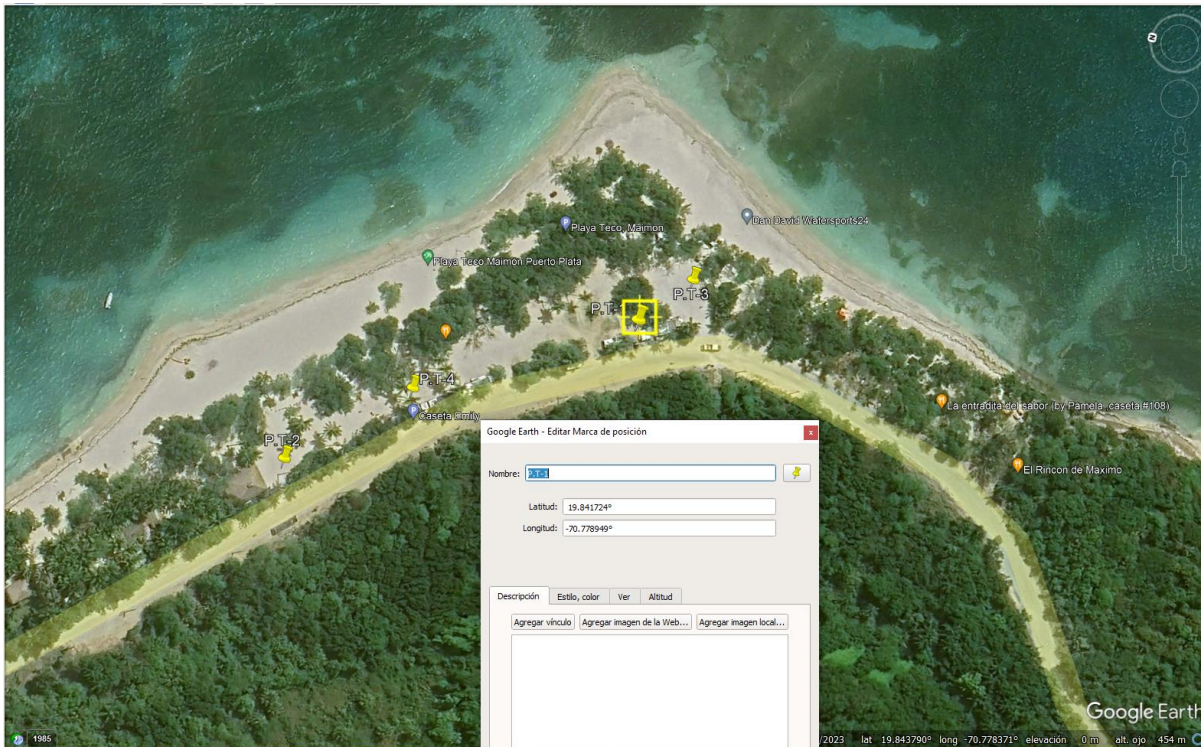 N
Playa Teco, Maimon
Dan David Watersports24
Playa Teco Maimon Puerto Plata
P.T-3
P.T-1
P.T-4
Caseta Emily
P.T-2
La entradita del sabor (by Pamela, caseta #108)
El Rincon de Maximo
Google Earth - Editar Marca de posición
x
Nombre: P.T-1
Latitud: 19.841724°
Longitud: -70.778949°
Descripción Estilo, color Ver Altitud
Agregar vínculo Agregar imagen de la Web... Agregar imagen local...
Google Earth
1985 /2023 lat 19.843790° long -70.778371° elevación 0 m alt. ojo 454 m